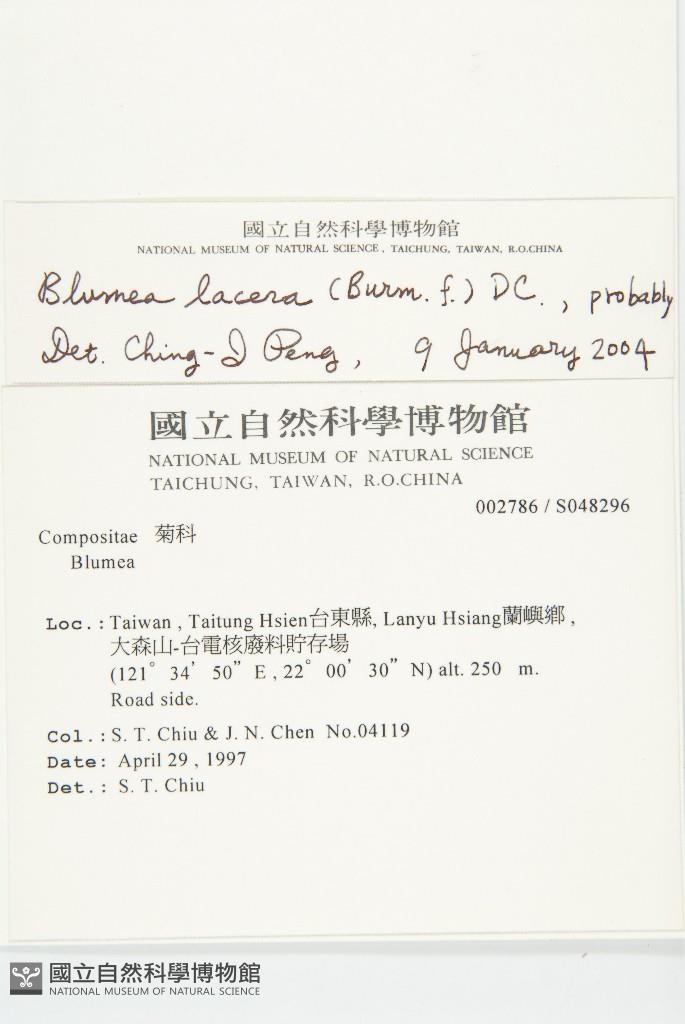 國立自然科學博物館
NATIONAL MUSEUM OF NATURAL SCIENCE, TAICHUNG, TAIWAN, R.O.CHINA
Blumea lacera (Burm. f.) DC., probably
Det. Ching-I Peng, 9 January 2004
國立自然科學博物館
NATIONAL MUSEUM OF NATURAL SCIENCE
TAICHUNG, TAIWAN, R.O.CHINA
002786 / S048296
Compositae 菊科
Blumea
Loc.: Taiwan , Taitung Hsien台東縣, Lanyu Hsiang蘭嶼鄉 ,
大森山-台電核廢料貯存場
(121° 34' 50" E , 22° 00' 30" N) alt. 250 m.
Road side.
Col.: S. T. Chiu & J. N. Chen No.04119
Date: April 29 , 1997
Det.: S. T. Chiu
國立自然科學博物館
NATIONAL MUSEUM OF NATURAL SCIENCE